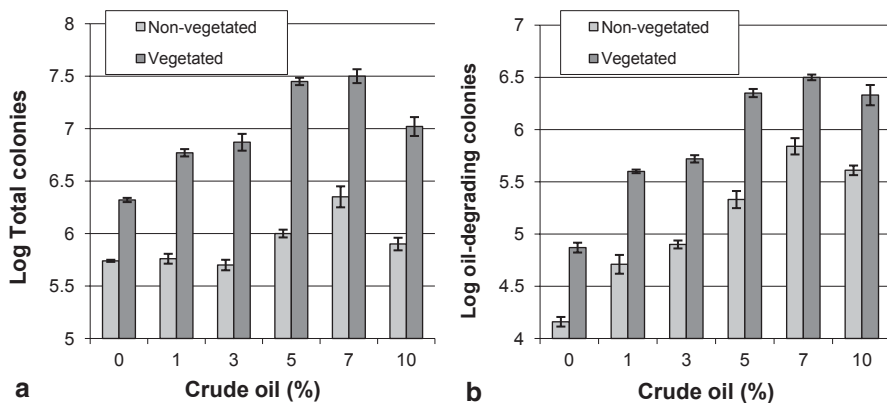 Log Total colonies
8
7.5
7
6.5
6
5.5
5
Non-vegetated
Vegetated
0 1 3 5 7 10
Crude oil (%)
a
Log oil-degrading colonies
7
6.5
6
5.5
5
4.5
4
Non-vegetated
Vegetated
0 1 3 5 7 10
Crude oil (%)
b